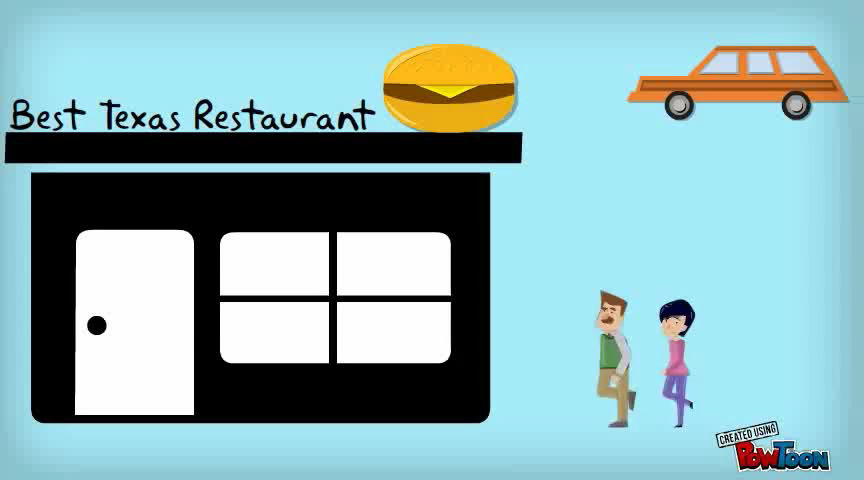 Best Texas Restaurant
CREATED USING
POWTOON